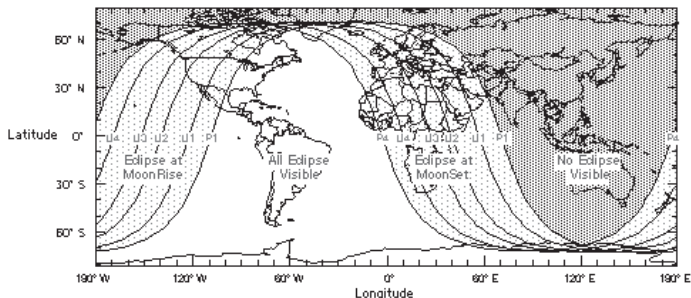 60° N
30° N
Latitude 0°
30° S
60° S
U4 U3 U2 U1 P1 P4 U4 U3 U2 U1 P1 P4
Eclipse at All Eclipse Eclipse at No Eclipse
MoonRise Visible MoonSet Visible
180° W 120° W 60° W 0° 60° E 120° E 180° E
Longitude